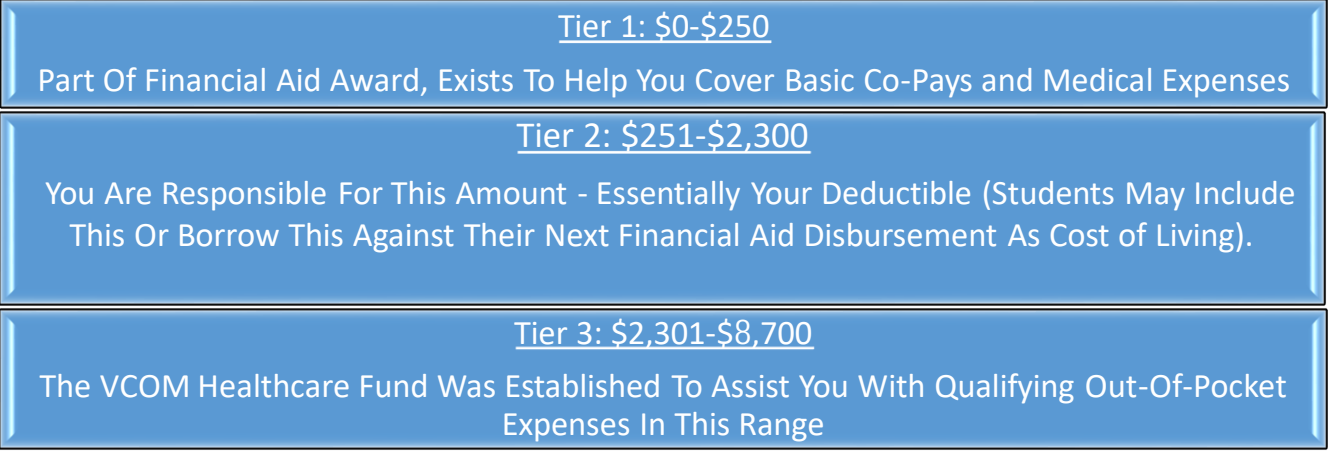 Tier 1: $0-$250
Part Of Financial Aid Award, Exists To Help You Cover Basic Co-Pays and Medical Expenses
Tier 2: $251-$2,300
You Are Responsible For This Amount - Essentially Your Deductible (Students May Include
This Or Borrow This Against Their Next Financial Aid Disbursement As Cost of Living).
Tier 3: $2,301-$8,700
The VCOM Healthcare Fund Was Established To Assist You With Qualifying Out-Of-Pocket
Expenses In This Range